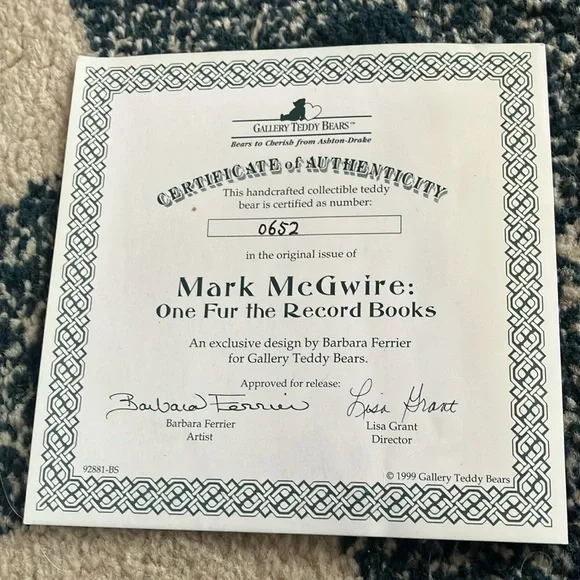 GALLERY TEDDY BEARS™
Bears to Cherish from Ashton-Drake
CERTIFICATE of AUTHENTICITY
This handcrafted collectible teddy
bear is certified as number:
0652
in the original issue of
Mark McGwire:
One Fur the Record Books
An exclusive design by Barbara Ferrier
for Gallery Teddy Bears.
Approved for release:
Barbara Ferrier Lisa Grant
Barbara Ferrier Lisa Grant
Artist Director
92881-BS © 1999 Gallery Teddy Bears